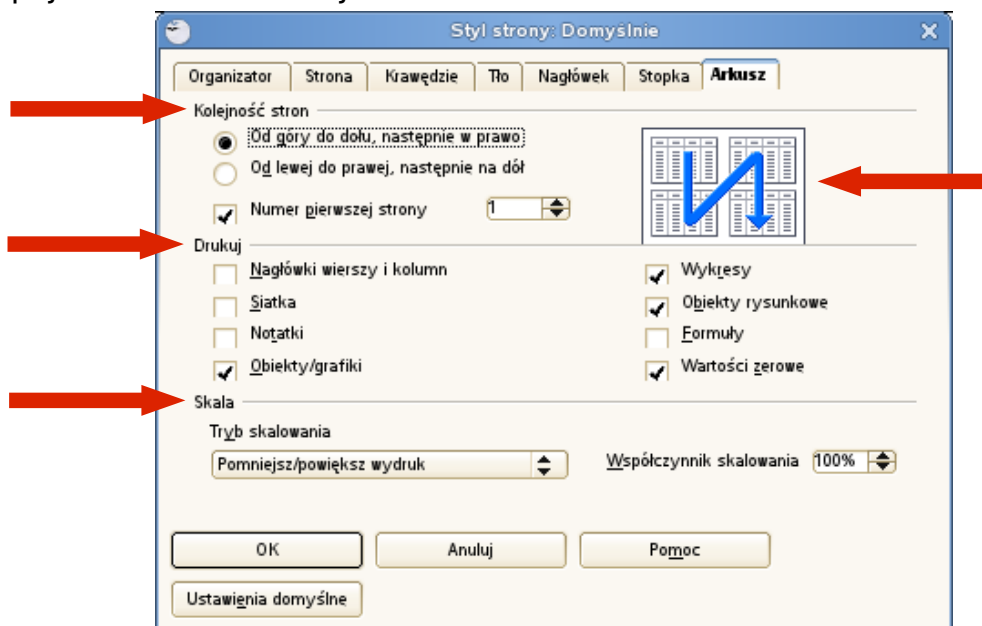 Styl strony: Domyślnie
Organizator Strona Krawędzie Tło Nagłówek Stopka Arkusz
Kolejność stron
Od góry do dołu, następnie w prawo
Od lewej do prawej, następnie na dół
Numer pierwszej strony 1
Drukuj
Nagłówki wierszy i kolumn
Siatka
Notatki
Obiekty/grafiki
Wykresy
Obiekty rysunkowe
Formuły
Wartości zerowe
Skala
Tryb skalowania
Pomniejsz/powiększ wydruk Współczynnik skalowania 100%
OK Anuluj Pomoc
Ustawienia domyślne